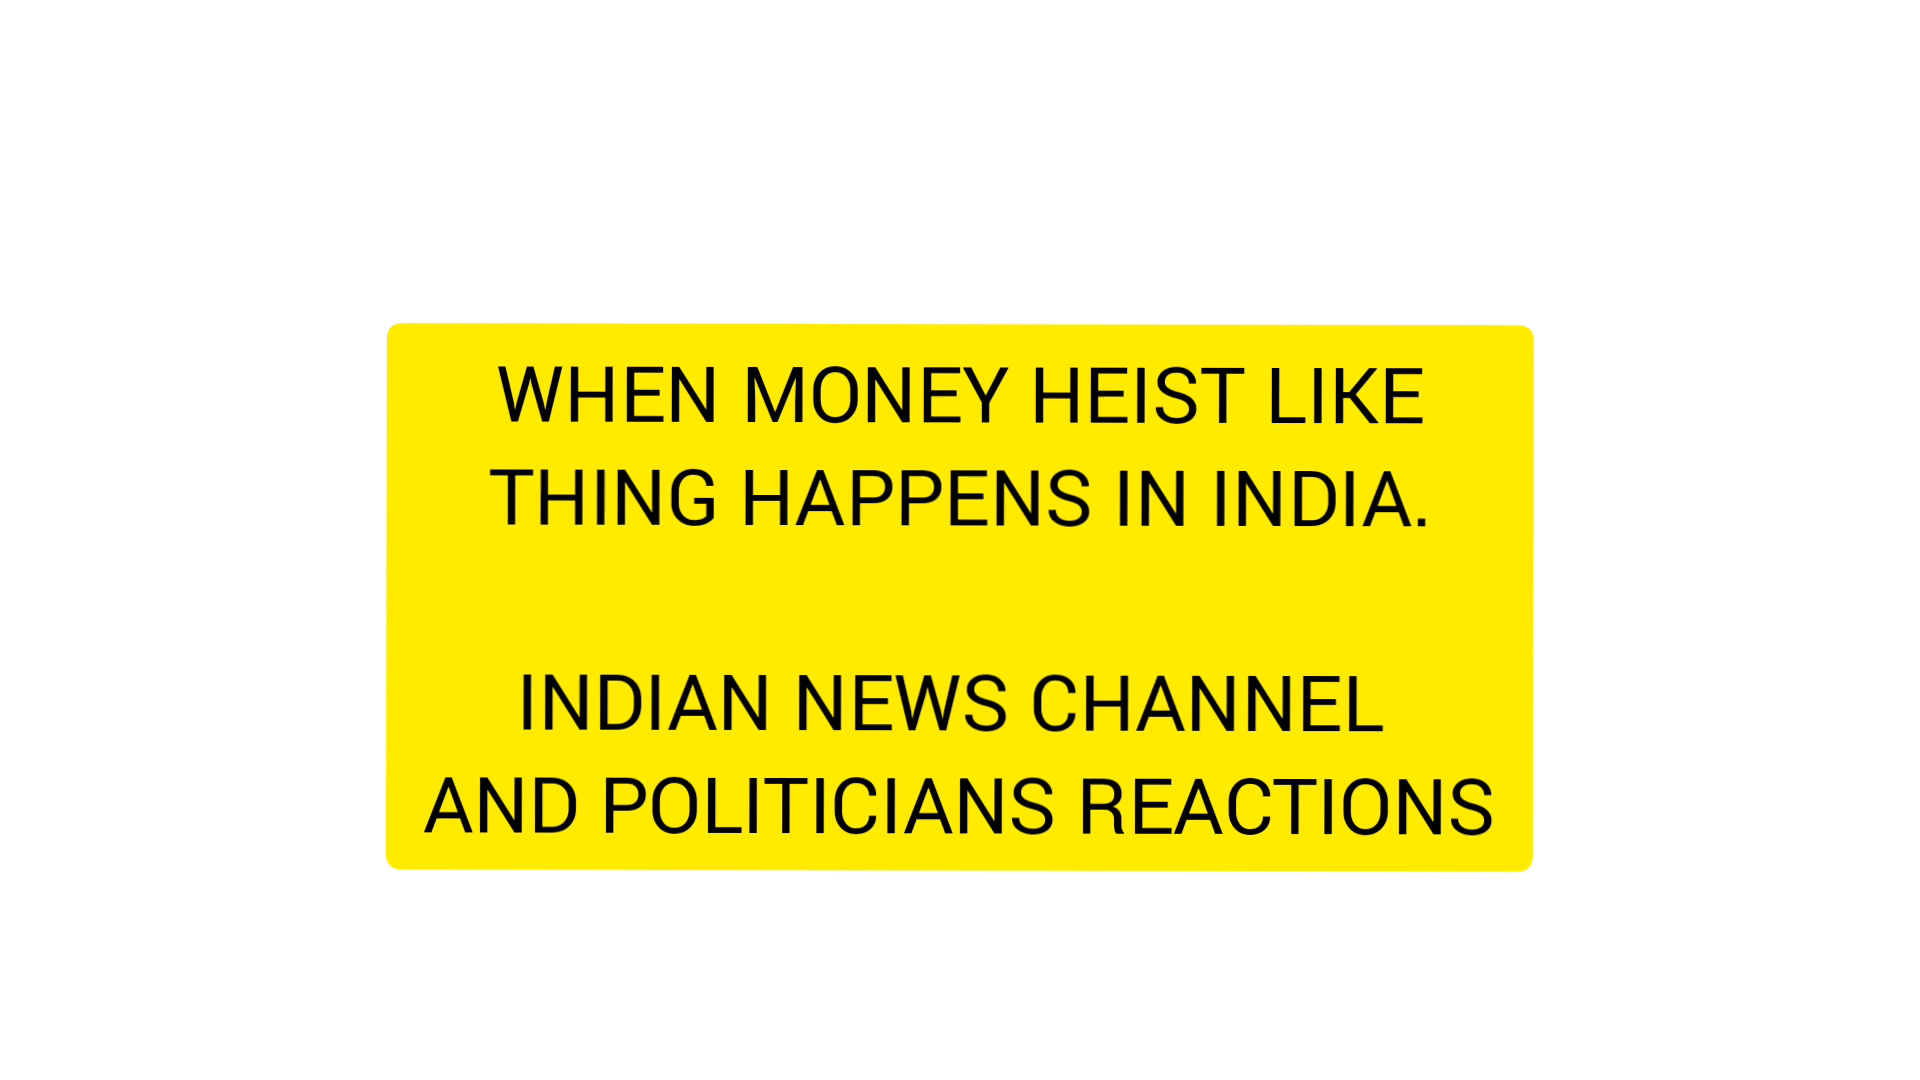 WHEN MONEY HEIST LIKE
THING HAPPENS IN INDIA.
INDIAN NEWS CHANNEL
AND POLITICIANS REACTIONS